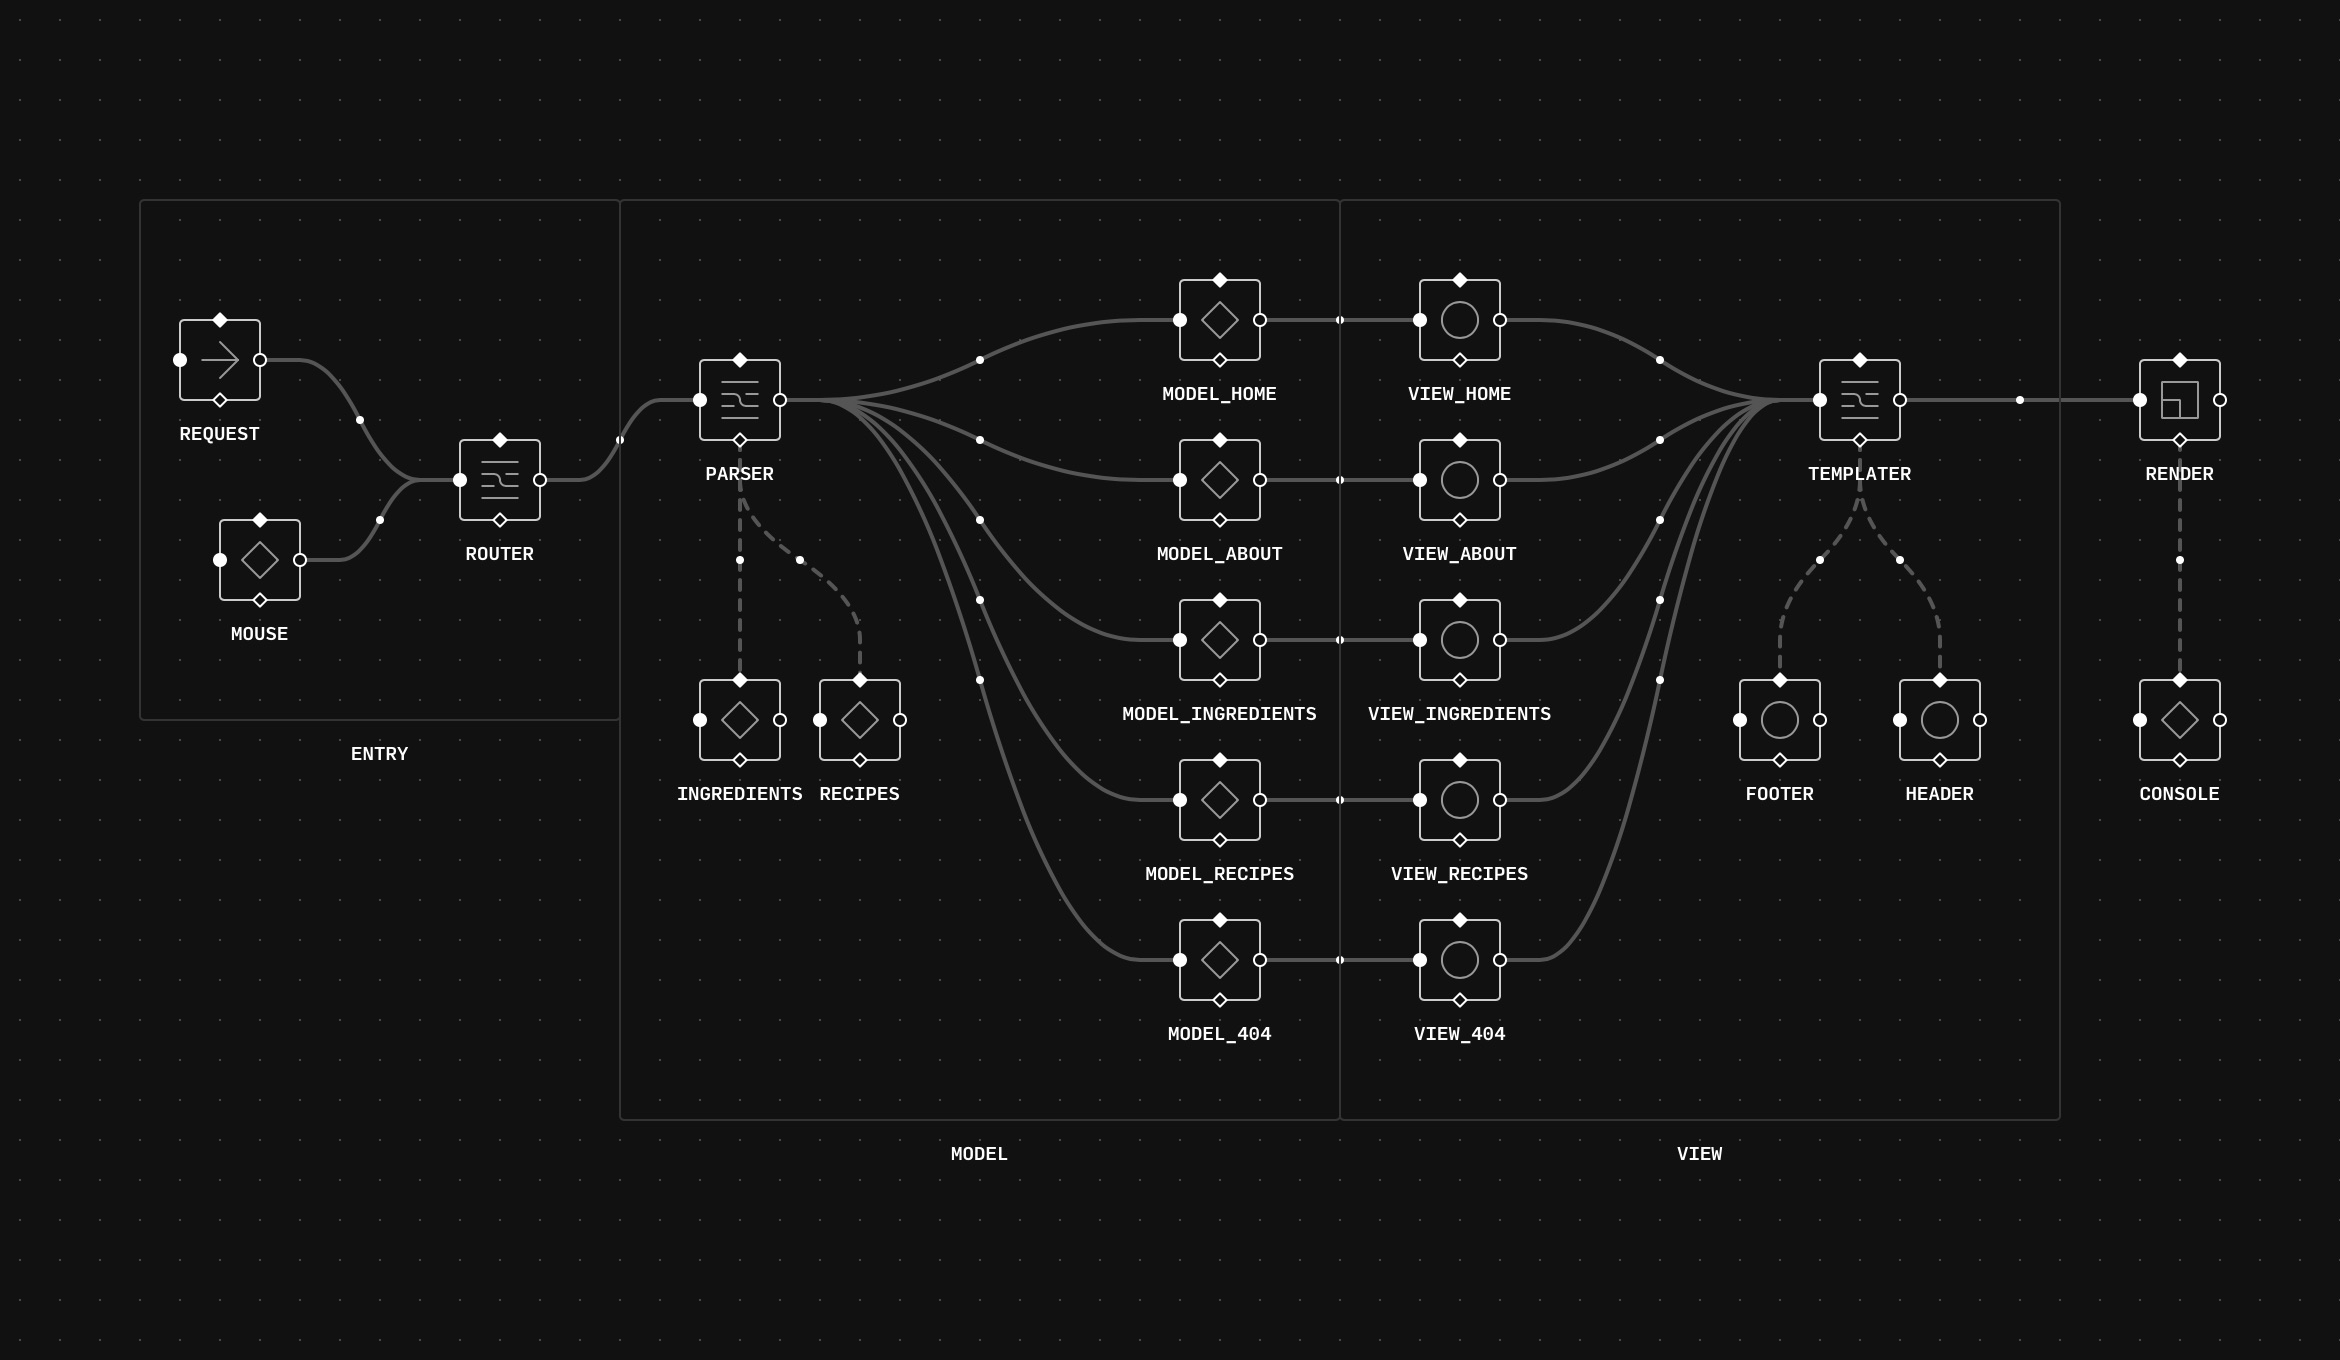 REQUEST
MOUSE
ROUTER
ENTRY
PARSER
INGREDIENTS
RECIPES
MODEL_HOME
MODEL_ABOUT
MODEL_INGREDIENTS
MODEL_RECIPES
MODEL_404
MODEL
VIEW_HOME
VIEW_ABOUT
VIEW_INGREDIENTS
VIEW_RECIPES
VIEW_404
TEMPLATER
FOOTER
HEADER
VIEW
RENDER
CONSOLE